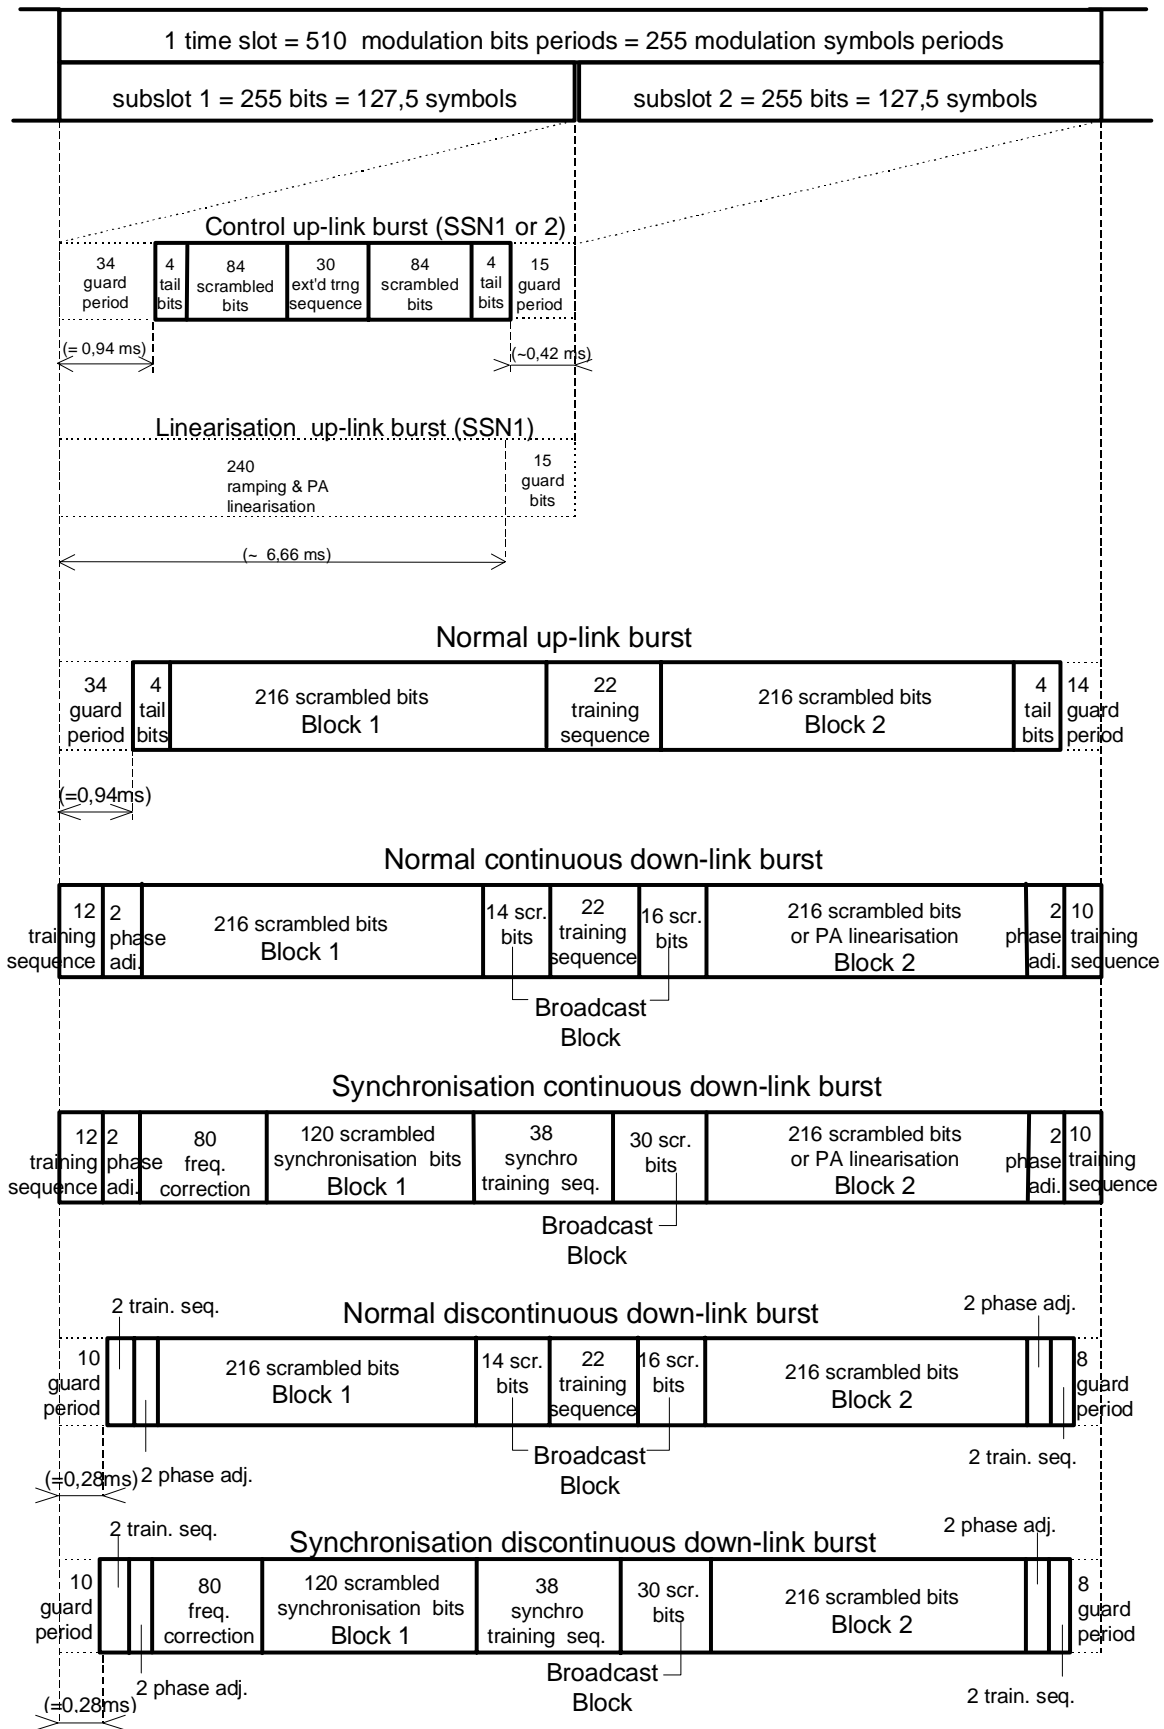 1 time slot = 510 modulation bits periods = 255 modulation symbols periods
subslot 1 = 255 bits = 127,5 symbols
subslot 2 = 255 bits = 127,5 symbols
Control up-link burst (SSN1 or 2)
34
guard
period
4
tail
bits
84
scrambled
bits
30
ext'd trng
sequence
84
scrambled
bits
4
tail
bits
15
guard
period
(= 0,94 ms)
(~0,42 ms)
Linearisation up-link burst (SSN1)
240
ramping & PA
linearisation
15
guard
bits
(~ 6,66 ms)
Normal up-link burst
34
guard
period
4
tail
bits
216 scrambled bits
Block 1
22
training
sequence
216 scrambled bits
Block 2
4
tail
bits
14
guard
period
(=0,94ms)
Normal continuous down-link burst
12
training
sequence
2
phase
adj.
216 scrambled bits
Block 1
14 scr.
bits
22
training
sequence
16 scr.
bits
216 scrambled bits
or PA linearisation
Block 2
2
phase
adj.
10
training
sequence
Broadcast
Block
Synchronisation continuous down-link burst
12
training
sequence
2
phase
adj.
80
freq.
correction
120 scrambled
synchronisation bits
Block 1
38
synchro
training seq.
30 scr.
bits
216 scrambled bits
or PA linearisation
Block 2
2
phase
adj.
10
training
sequence
Broadcast
Block
2 train. seq.
Normal discontinuous down-link burst
2 phase adj.
10
guard
period
216 scrambled bits
Block 1
14 scr.
bits
22
training
sequence
16 scr.
bits
216 scrambled bits
Block 2
8
guard
period
Broadcast
Block
2 train. seq.
(=0,28ms)
2 phase adj.
2 train. seq.
Synchronisation discontinuous down-link burst
2 phase adj.
10
guard
period
80
freq.
correction
120 scrambled
synchronisation bits
Block 1
38
synchro
training seq.
30 scr.
bits
216 scrambled bits
Block 2
8
guard
period
Broadcast
Block
2 phase adj.
2 train. seq.
(=0,28ms)